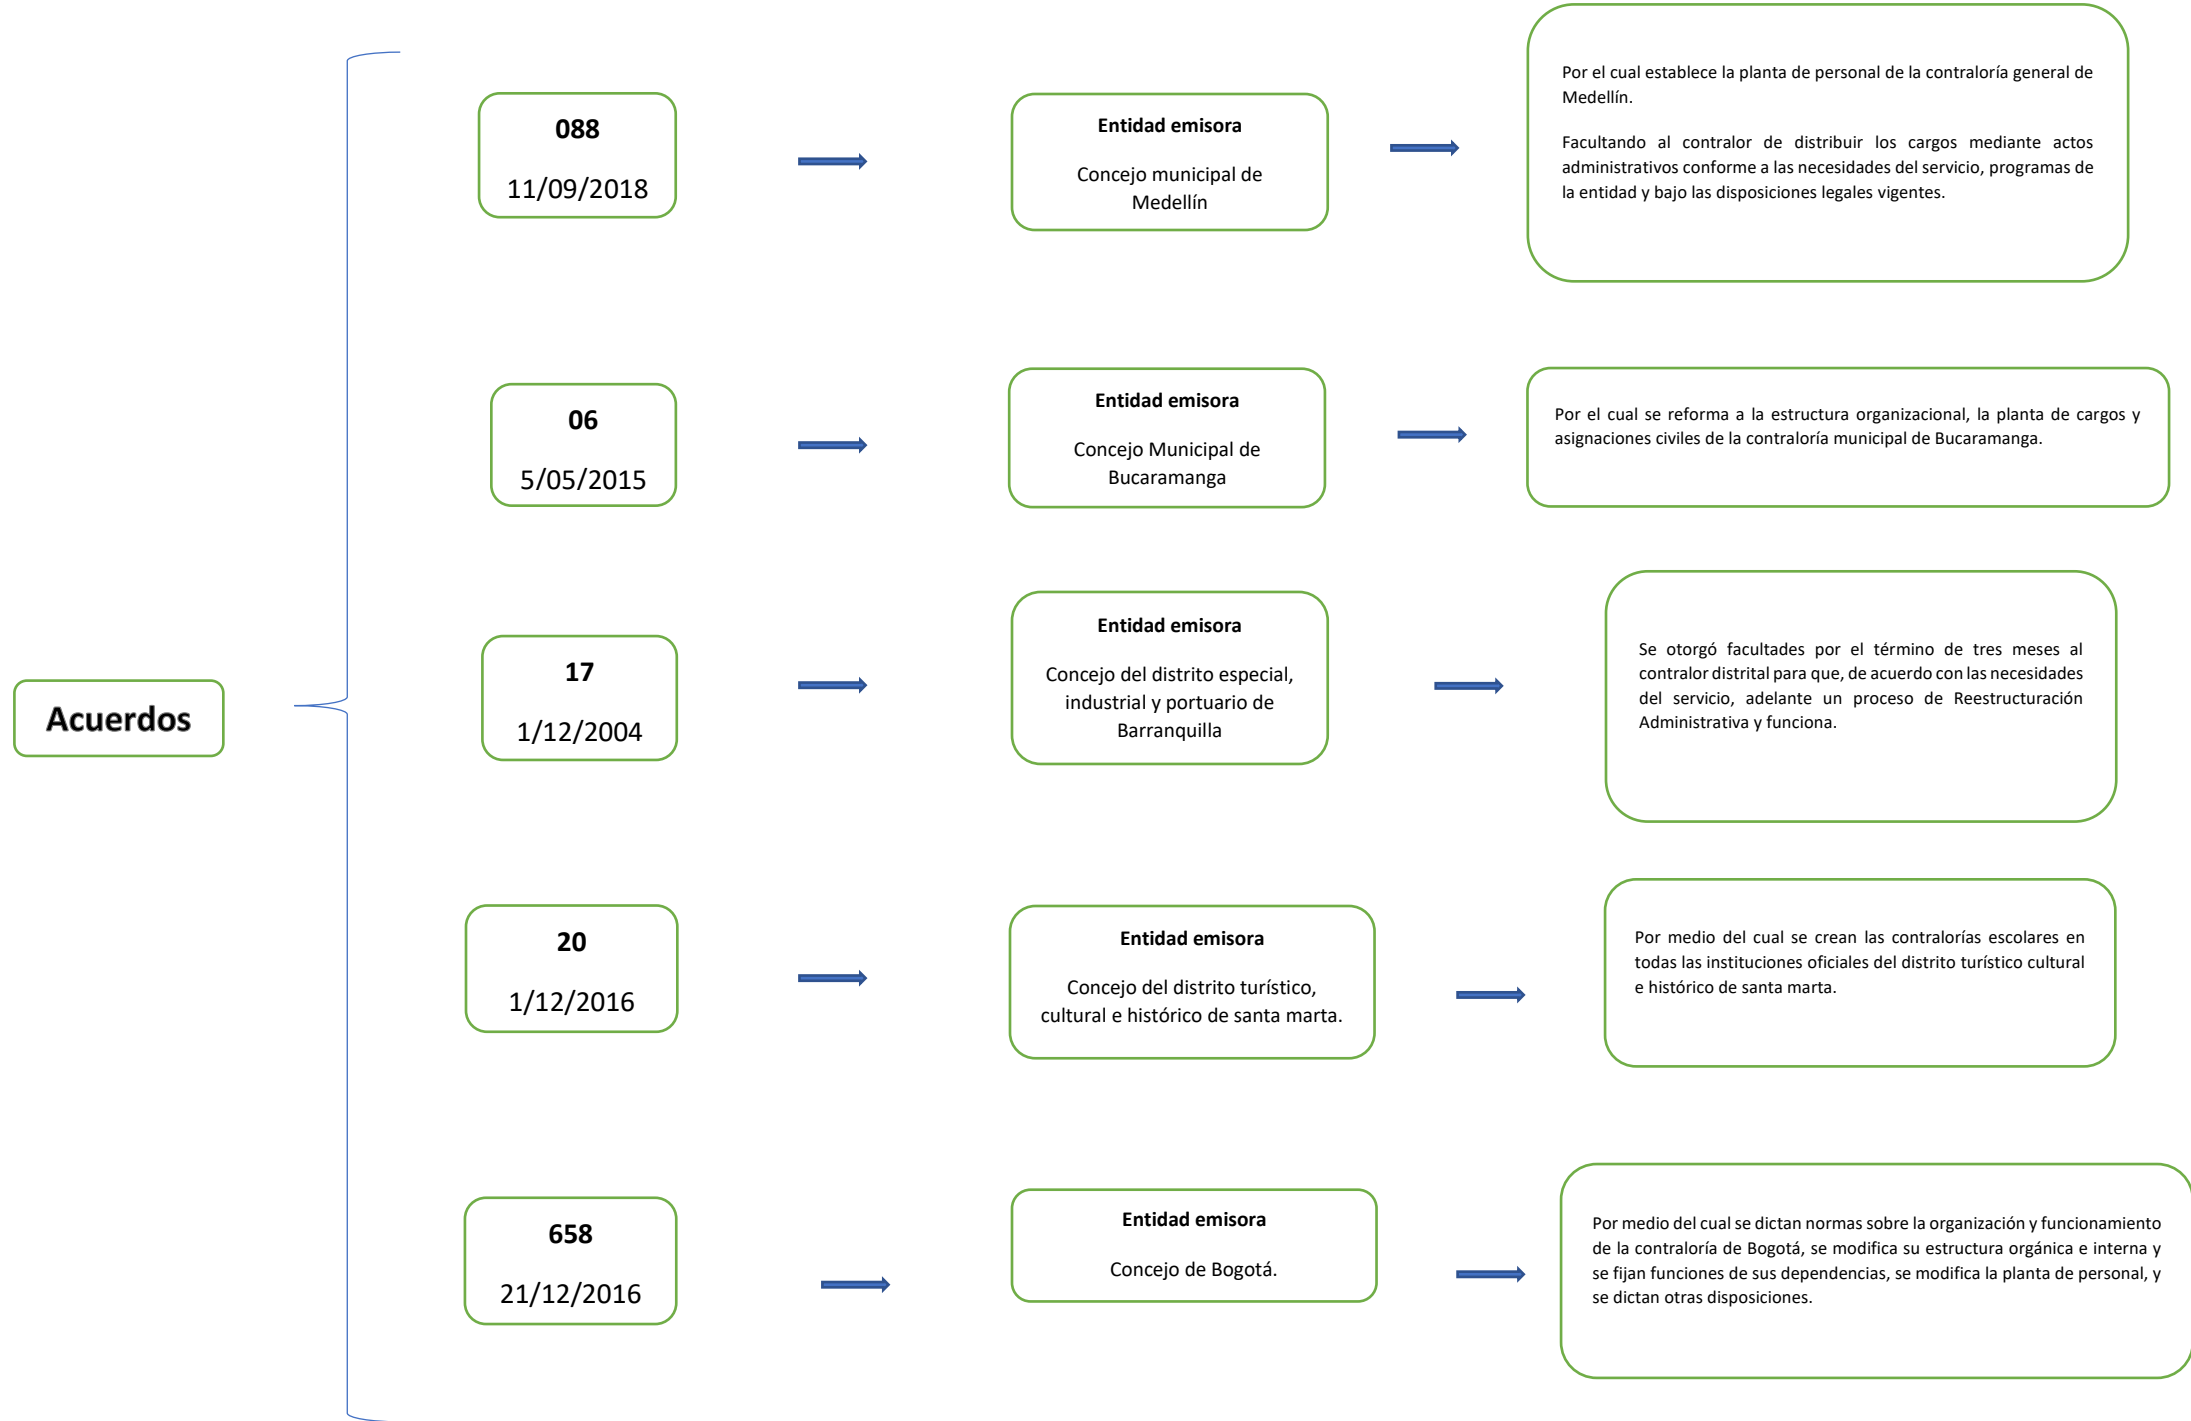 Acuerdos
088
11/09/2018
Entidad emisora
Concejo municipal de
Medellín
Por el cual establece la planta de personal de la contraloría general de
Medellín.
Facultando al contralor de distribuir los cargos mediante actos
administrativos conforme a las necesidades del servicio, programas de
la entidad y bajo las disposiciones legales vigentes.
06
5/05/2015
Entidad emisora
Concejo Municipal de
Bucaramanga
Por el cual se reforma a la estructura organizacional, la planta de cargos y
asignaciones civiles de la contraloría municipal de Bucaramanga.
17
1/12/2004
Entidad emisora
Concejo del distrito especial,
industrial y portuario de
Barranquilla
Se otorgó facultades por el término de tres meses al
contralor distrital para que, de acuerdo con las necesidades
del servicio, adelante un proceso de Reestructuración
Administrativa y funciona.
20
1/12/2016
Entidad emisora
Concejo del distrito turístico,
cultural e histórico de santa marta.
Por medio del cual se crean las contralorías escolares en
todas las instituciones oficiales del distrito turístico cultural
e histórico de santa marta.
658
21/12/2016
Entidad emisora
Concejo de Bogotá.
Por medio del cual se dictan normas sobre la organización y funcionamiento
de la contraloría de Bogotá, se modifica su estructura orgánica e interna y
se fijan funciones de sus dependencias, se modifica la planta de personal, y
se dictan otras disposiciones.